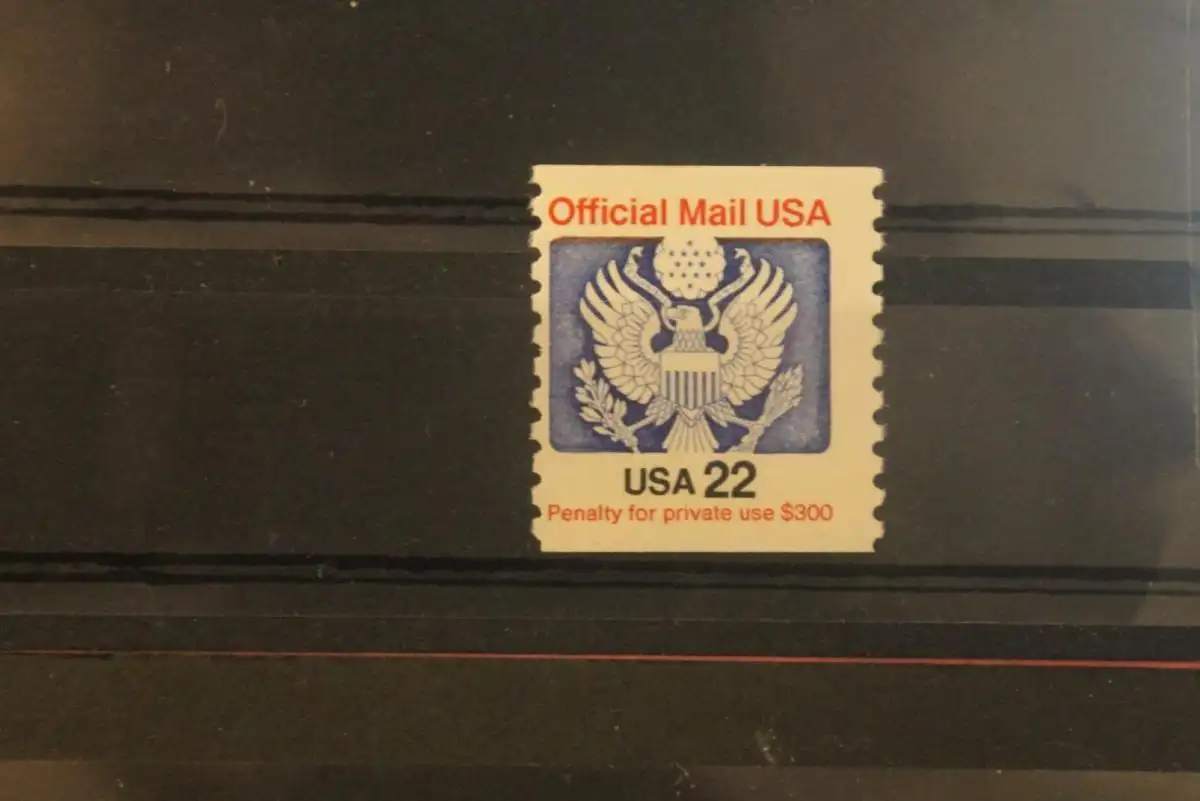 Official Mail USA
USA 22
Penalty for private use $300